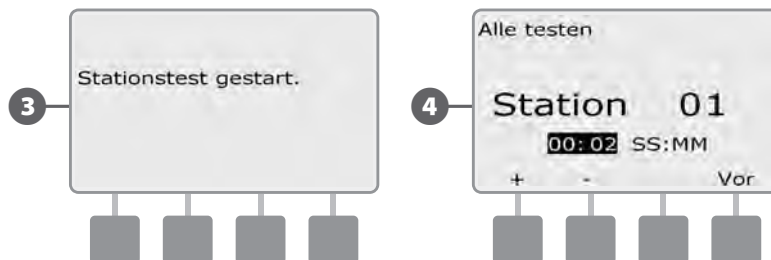 3
Stationstest gestart.
4
Alle testen
Station 01
00:02 SS:MM
+ - Vor